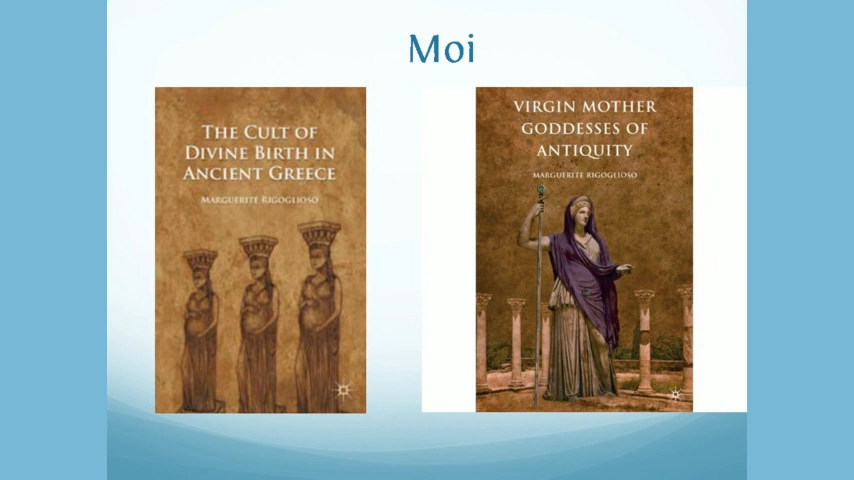 Moi
THE CULT OF
DIVINE BIRTH IN
ANCIENT GREECE
MARGUERITE RIGOGLIOSO
VIRGIN MOTHER
GODDESSES OF
ANTIQUITY
MARGUERITE RIGOGLIOSO